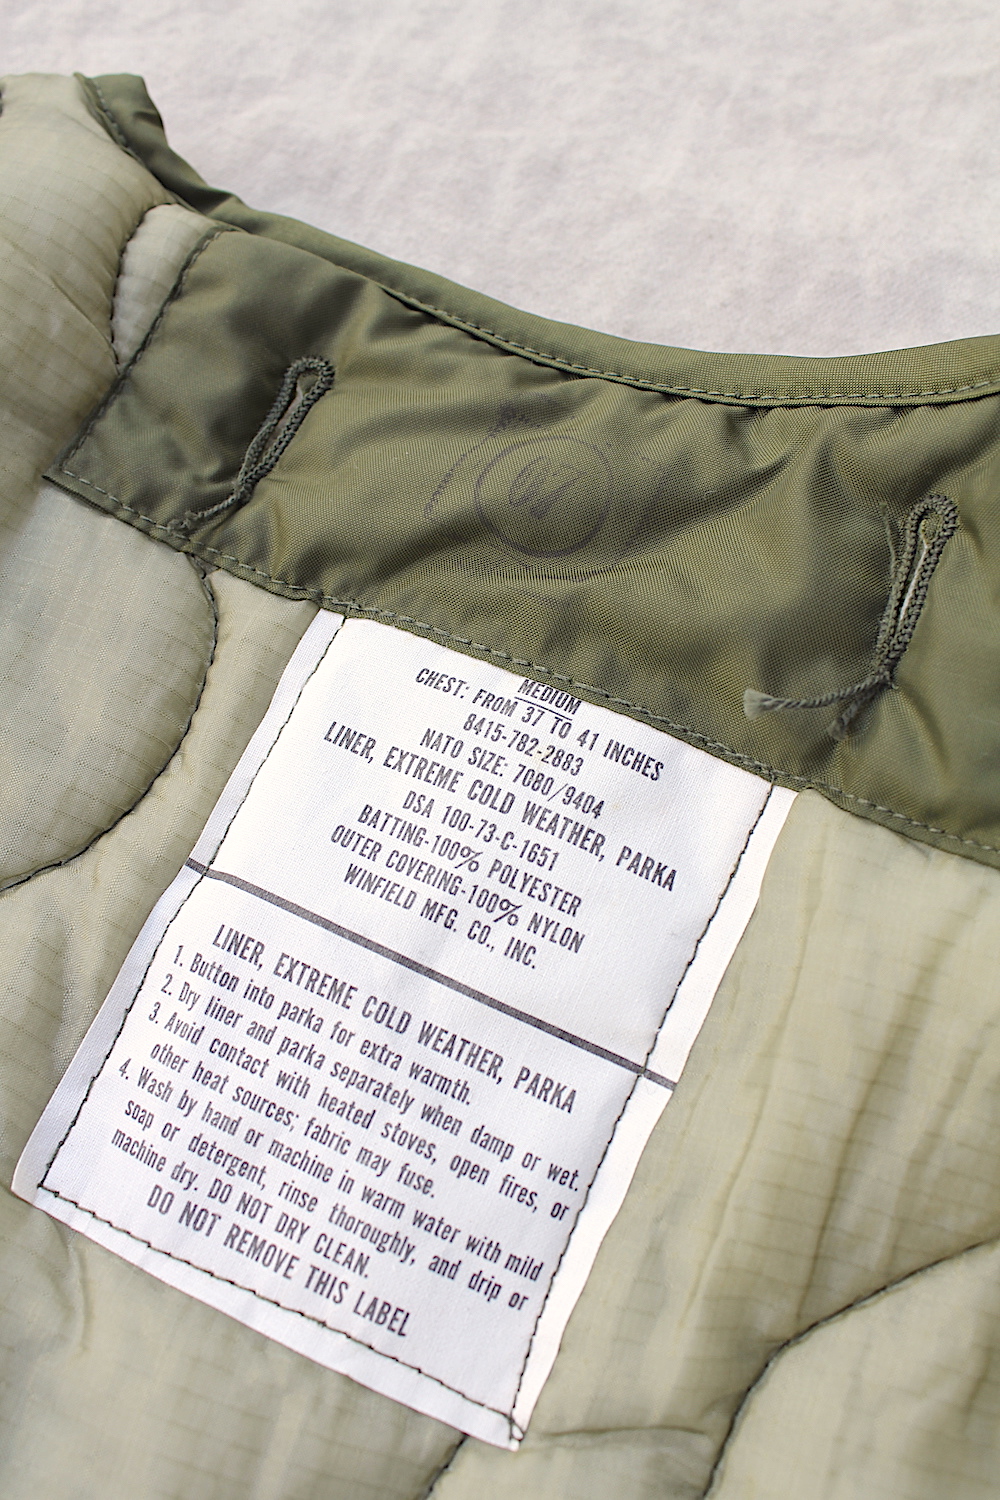 MEDIUM
CHEST: FROM 37 TO 41 INCHES
8415-782-2883
NATO SIZE: 7080/9404
LINER, EXTREME COLD WEATHER, PARKA
DSA 100-73-C-1651
BATTING-100% POLYESTER
OUTER COVERING-100% NYLON
WINFIELD MFG. CO., INC.
LINER, EXTREME COLD WEATHER, PARKA
1. Button into parka for extra warmth.
2. Dry liner and parka separately when damp or wet.
3. Avoid contact with heated stoves, open fires, or
other heat sources; fabric may fuse.
4. Wash by hand or machine in warm water with mild
soap or detergent, rinse thoroughly, and drip or
machine dry. DO NOT DRY CLEAN.
DO NOT REMOVE THIS LABEL